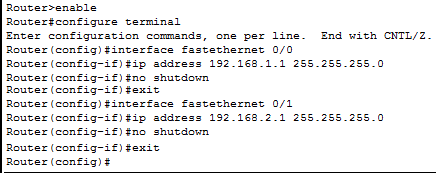 Router>enable
Router#configure terminal
Enter configuration commands, one per line.  End with CNTL/Z.
Router(config)#interface fastethernet 0/0
Router(config-if)#ip address 192.168.1.1 255.255.255.0
Router(config-if)#no shutdown
Router(config-if)#exit
Router(config)#interface fastethernet 0/1
Router(config-if)#ip address 192.168.2.1 255.255.255.0
Router(config-if)#no shutdown
Router(config-if)#exit
Router(config)#